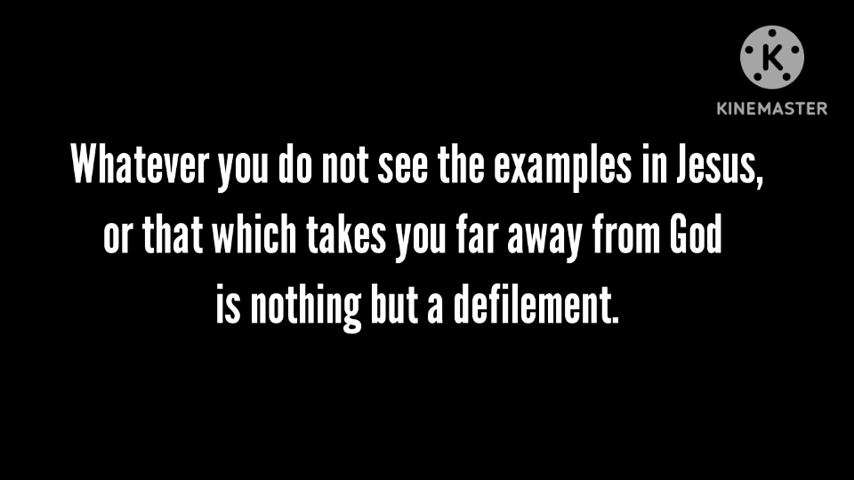 K
KINEMASTER
Whatever you do not see the examples in Jesus,
or that which takes you far away from God
is nothing but a defilement.